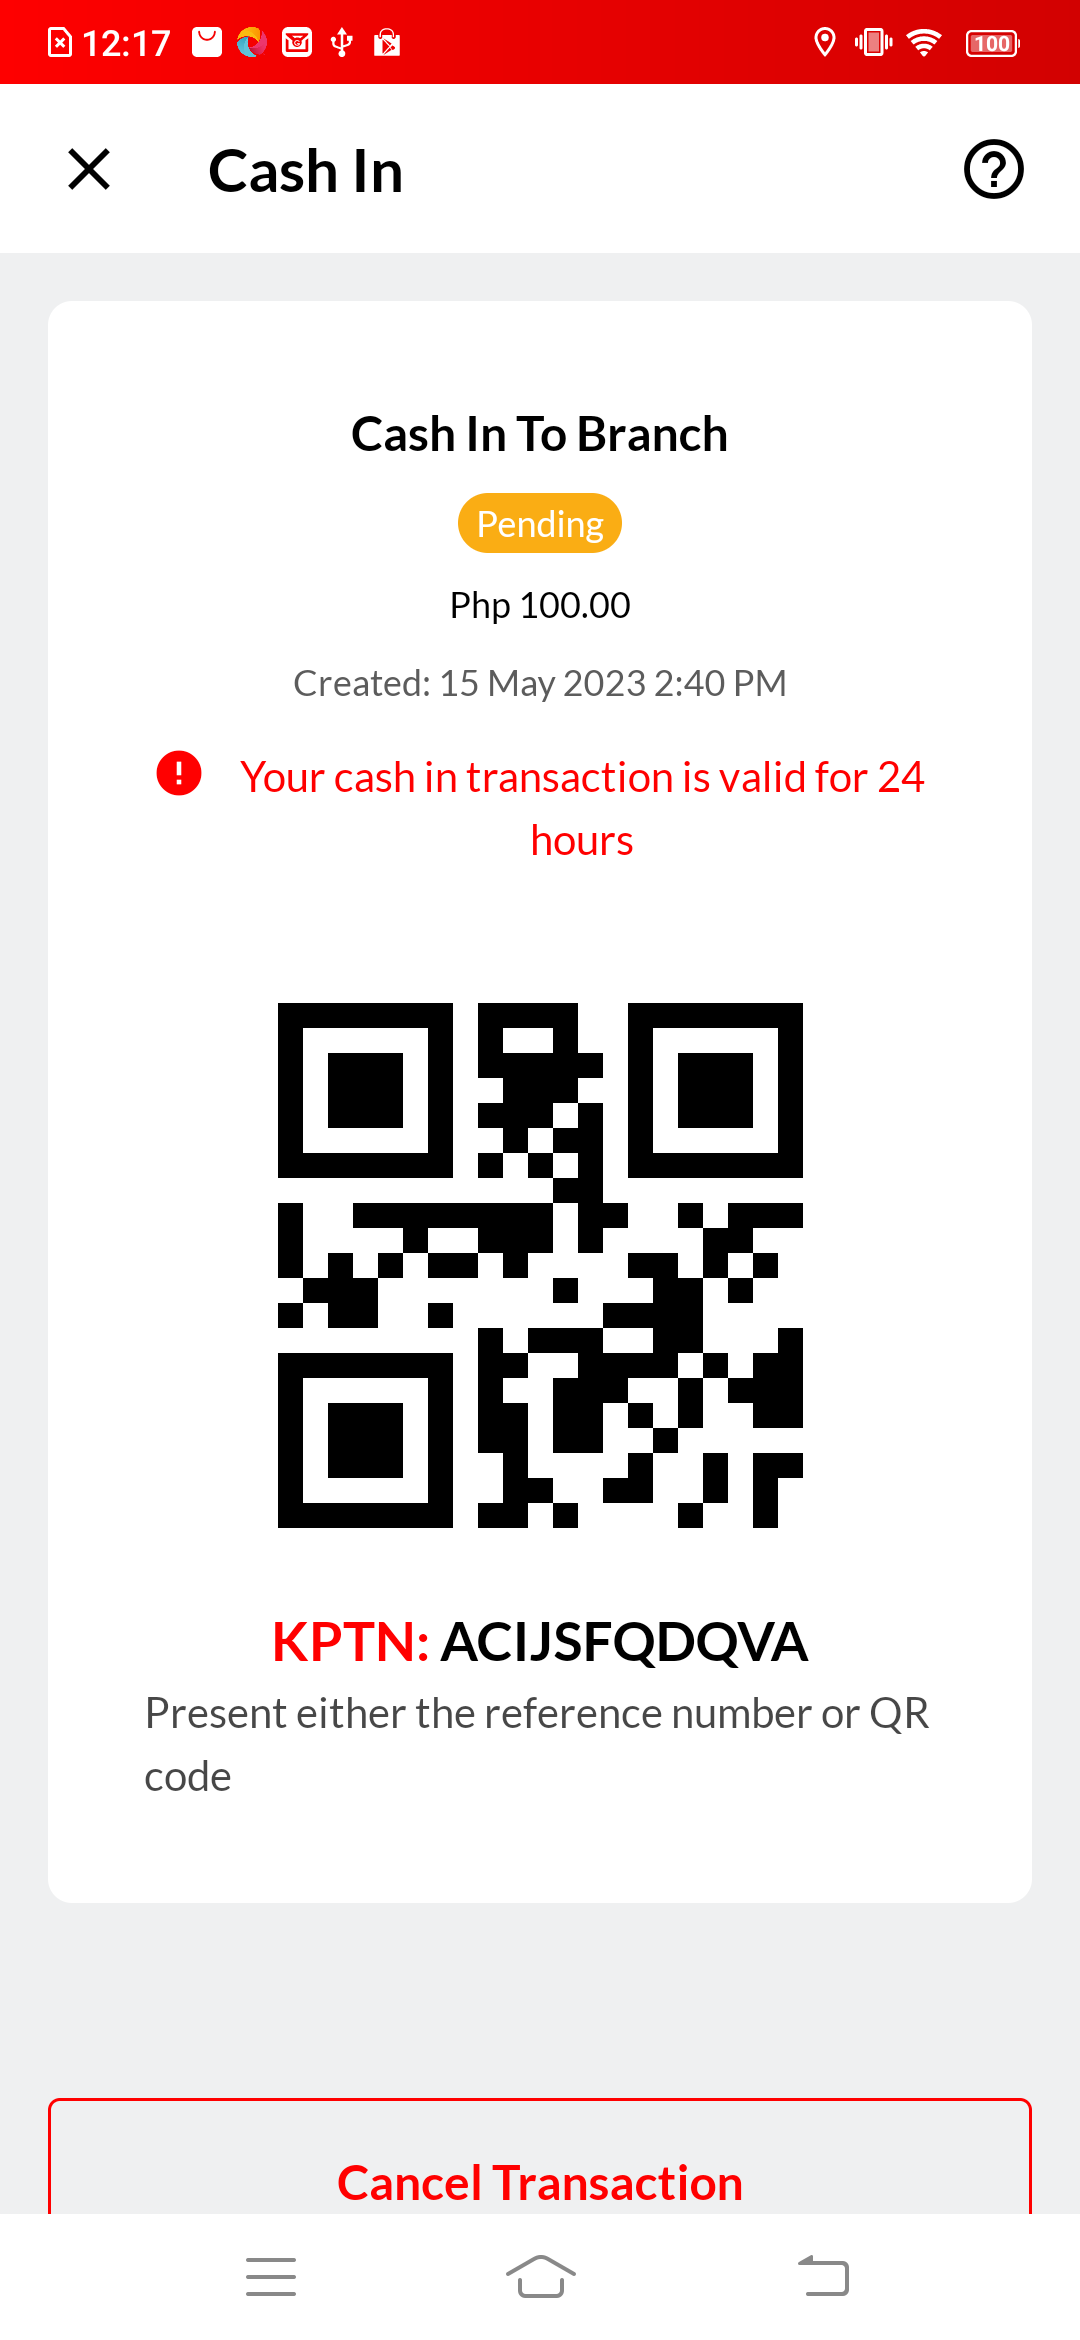 12:17
100
Cash In
Cash In To Branch
Pending
Php 100.00
Created: 15 May 2023 2:40 PM
Your cash in transaction is valid for 24
hours
KPTN: ACIJSFQDQVA
Present either the reference number or QR
code
Cancel Transaction